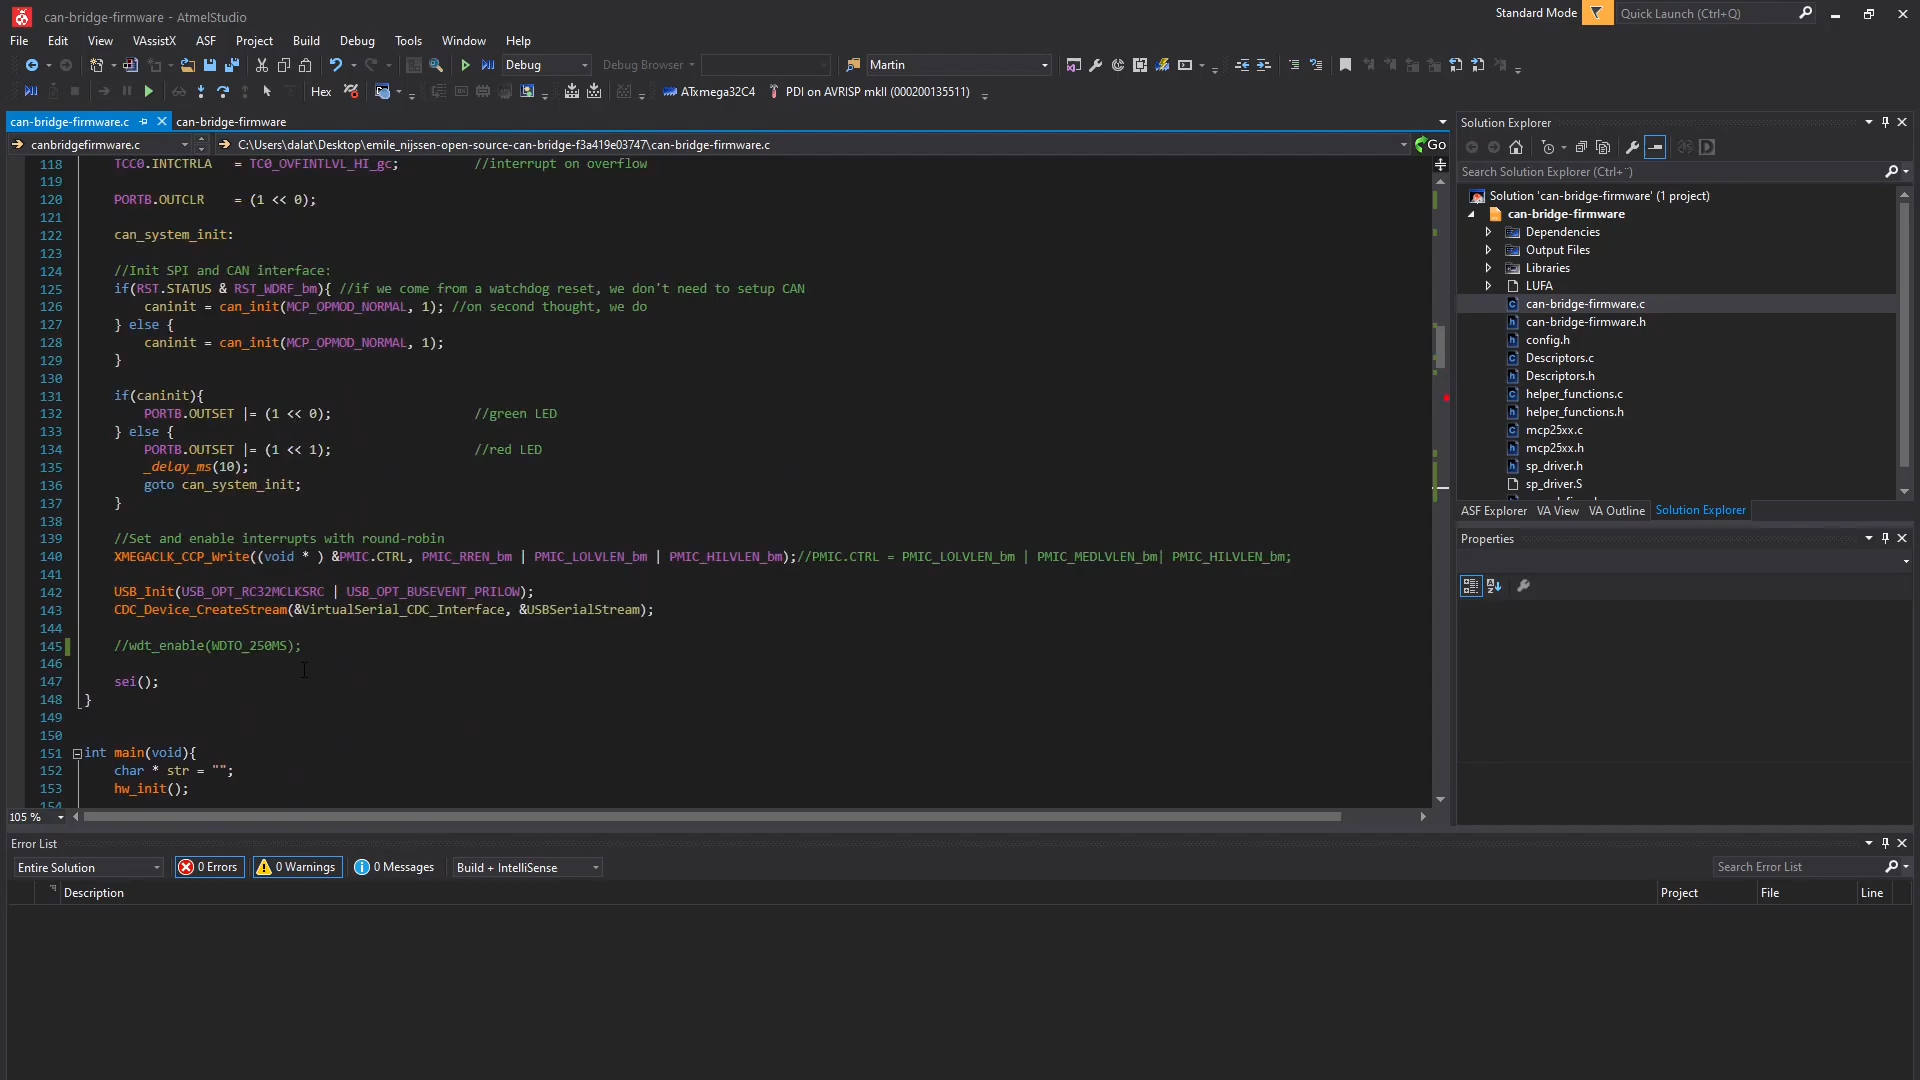 can-bridge-firmware - AtmelStudio
Standard Mode
Quick Launch (Ctrl+Q)
File Edit View VAssistX ASF Project Build Debug Tools Window Help
Debug Debug Browser Martin
Hex ATxmega32C4 PDI on AVRISP mkII (000200135511)
can-bridge-firmware.c can-bridge-firmware.h
canbridgefirmware.c C:\Users\dalat\Desktop\emile_nijssen-open-source-can-bridge-f3a419e03747\can-bridge-firmware.c Go
118 TCC0.INTCTRLA = TC0_OVFINTLVL_HI_gc; //interrupt on overflow
119
120 PORTB.OUTCLR = (1 << 0);
121
122 can_system_init:
123
124 //Init SPI and CAN interface:
125 if(RST.STATUS & RST_WDRF_bm){ //if we come from a watchdog reset, we don't need to setup CAN
126 caninit = can_init(MCP_OPMOD_NORMAL, 1); //on second thought, we do
127 } else {
128 caninit = can_init(MCP_OPMOD_NORMAL, 1);
129 }
130
131 if(caninit){
132 PORTB.OUTSET |= (1 << 0); //green LED
133 } else {
134 PORTB.OUTSET |= (1 << 1); //red LED
135 _delay_ms(10);
136 goto can_system_init;
137 }
138
139 //Set and enable interrupts with round-robin
140 XMEGACLK_CCP_Write((void * ) &PMIC.CTRL, PMIC_RREN_bm | PMIC_LOLVLEN_bm | PMIC_HILVLEN_bm);//PMIC.CTRL = PMIC_LOLVLEN_bm | PMIC_MEDLVLEN_bm| PMIC_HILVLEN_bm;
141
142 USB_Init(USB_OPT_RC32MCLKSRC | USB_OPT_BUSEVENT_PRILOW);
143 CDC_Device_CreateStream(&VirtualSerial_CDC_Interface, &USBSerialStream);
144
145 //wdt_enable(WDTO_250MS);
146
147 sei();
148 }
149
150
151 int main(void){
152 char * str = "";
153 hw_init();
154
105 %
Solution Explorer
Search Solution Explorer (Ctrl+¨)
Solution 'can-bridge-firmware' (1 project)
can-bridge-firmware
Dependencies
Output Files
Libraries
LUFA
can-bridge-firmware.c
can-bridge-firmware.h
config.h
Descriptors.c
Descriptors.h
helper_functions.c
helper_functions.h
mcp25xx.c
mcp25xx.h
sp_driver.h
sp_driver.S
ASF Explorer VA View VA Outline Solution Explorer
Properties
Error List
Entire Solution 0 Errors 0 Warnings 0 Messages Build + IntelliSense Search Error List
Description Project File Line